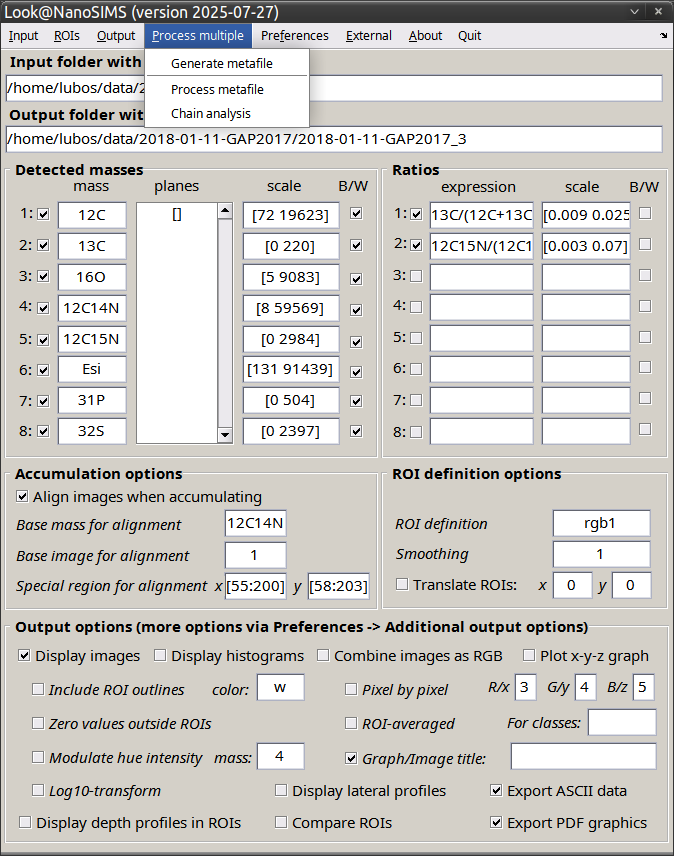 Look@NanoSIMS (version 2025-07-27)
Input ROIs Output Process multiple Preferences External About Quit
Generate metafile
Process metafile
Chain analysis
Input folder with
/home/lubos/data/2
Output folder wit
/home/lubos/data/2018-01-11-GAP2017/2018-01-11-GAP2017_3
Detected masses
mass planes scale B/W
1: 12C [] [72 19623]
2: 13C [0 220]
3: 16O [5 9083]
4: 12C14N [8 59569]
5: 12C15N [0 2984]
6: Esi [131 91439]
7: 31P [0 504]
8: 32S [0 2397]
Ratios
expression scale B/W
1: 13C/(12C+13C [0.009 0.025
2: 12C15N/(12C1 [0.003 0.07]
3:
4:
5:
6:
7:
8:
Accumulation options
Align images when accumulating
Base mass for alignment 12C14N
Base image for alignment 1
Special region for alignment x [55:200] y [58:203]
ROI definition options
ROI definition rgb1
Smoothing 1
Translate ROIs: x 0 y 0
Output options (more options via Preferences -> Additional output options)
Display images Display histograms Combine images as RGB Plot x-y-z graph
Include ROI outlines color: w Pixel by pixel R/x 3 G/y 4 B/z 5
Zero values outside ROIs ROI-averaged For classes:
Modulate hue intensity mass: 4 Graph/Image title:
Log10-transform Display lateral profiles Export ASCII data
Display depth profiles in ROIs Compare ROIs Export PDF graphics